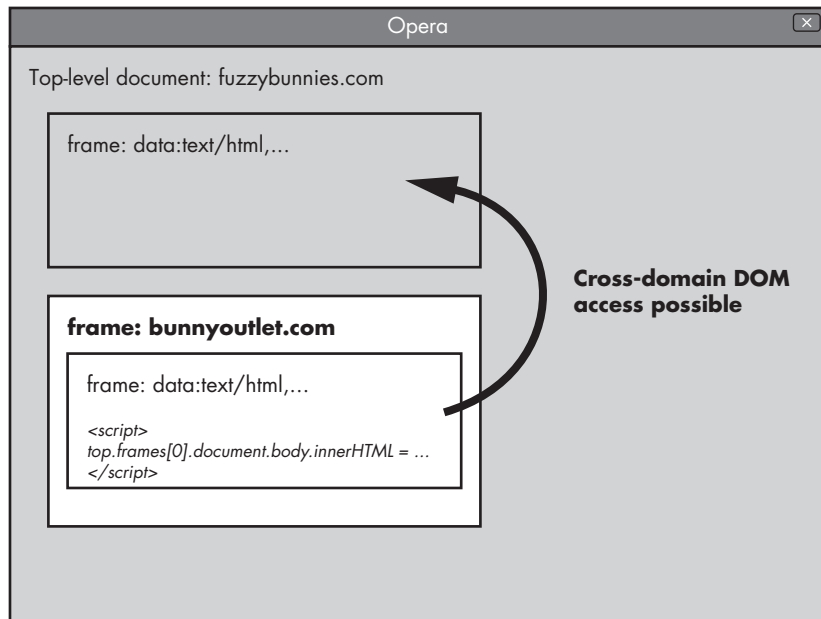 Opera
Top-level document: fuzzybunnies.com
frame: data:text/html,...
Cross-domain DOM
access possible
frame: bunnyoutlet.com
frame: data:text/html,...
<script>
top.frames[0].document.body.innerHTML = ...
</script>